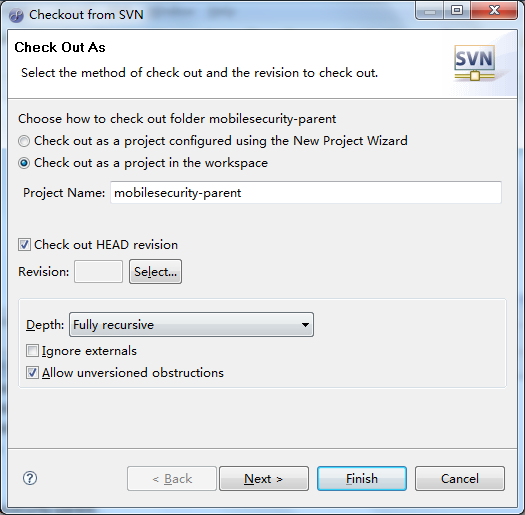 Checkout from SVN
Check Out As
Select the method of check out and the revision to check out.
SVN
Choose how to check out folder mobilesecurity-parent
Check out as a project configured using the New Project Wizard
Check out as a project in the workspace
Project Name: mobilesecurity-parent
Check out HEAD revision
Revision: Select...
Depth: Fully recursive
Ignore externals
Allow unversioned obstructions
? < Back Next > Finish Cancel